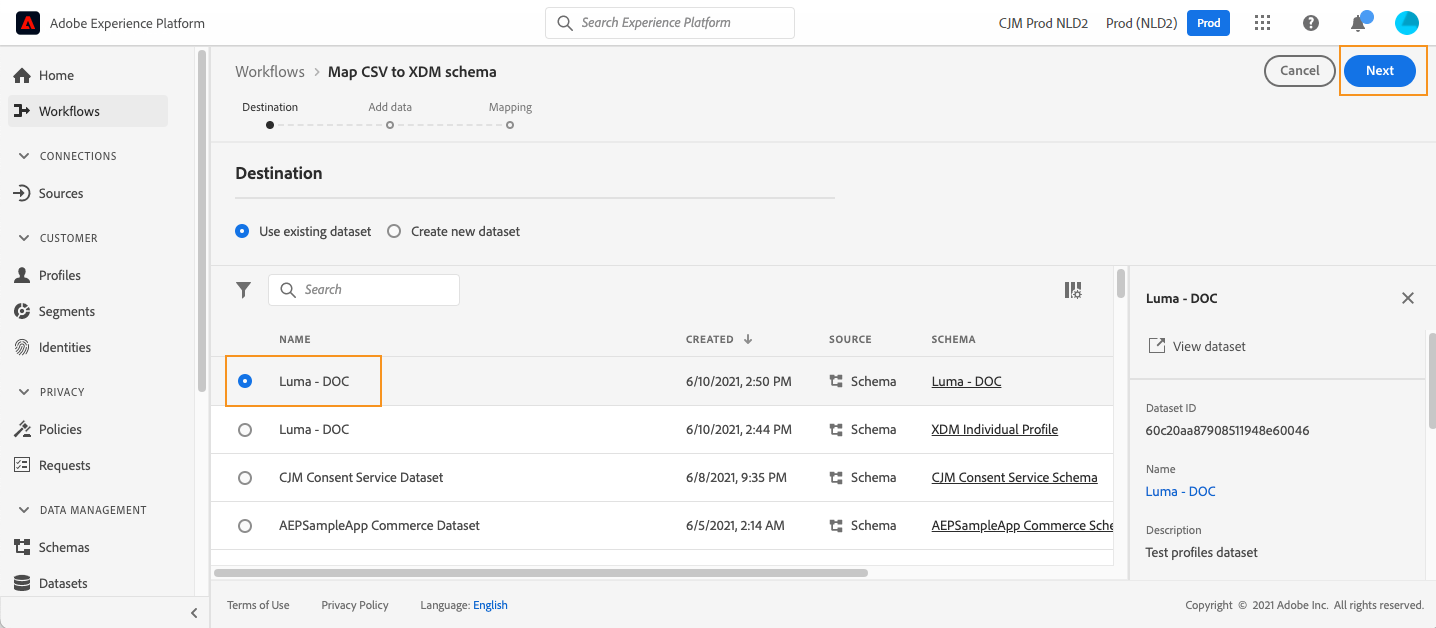 Adobe Experience Platform
Search Experience Platform
CJM Prod NLD2
Prod (NLD2)
Prod
Home
Workflows
CONNECTIONS
Sources
CUSTOMER
Profiles
Segments
Identities
PRIVACY
Policies
Requests
DATA MANAGEMENT
Schemas
Datasets
Workflows > Map CSV to XDM schema
Cancel
Next
Destination Add data Mapping
Destination
Use existing dataset Create new dataset
Search
NAME CREATED SOURCE SCHEMA
Luma - DOC 6/10/2021, 2:50 PM Schema Luma - DOC
Luma - DOC 6/10/2021, 2:44 PM Schema XDM Individual Profile
CJM Consent Service Dataset 6/8/2021, 9:35 PM Schema CJM Consent Service Schema
AEPSampleApp Commerce Dataset 6/5/2021, 2:14 AM Schema AEPSampleApp Commerce Sche
Luma - DOC
View dataset
Dataset ID
60c20aa87908511948e60046
Name
Luma - DOC
Description
Test profiles dataset
Terms of Use Privacy Policy Language: English
Copyright © 2021 Adobe Inc. All rights reserved.